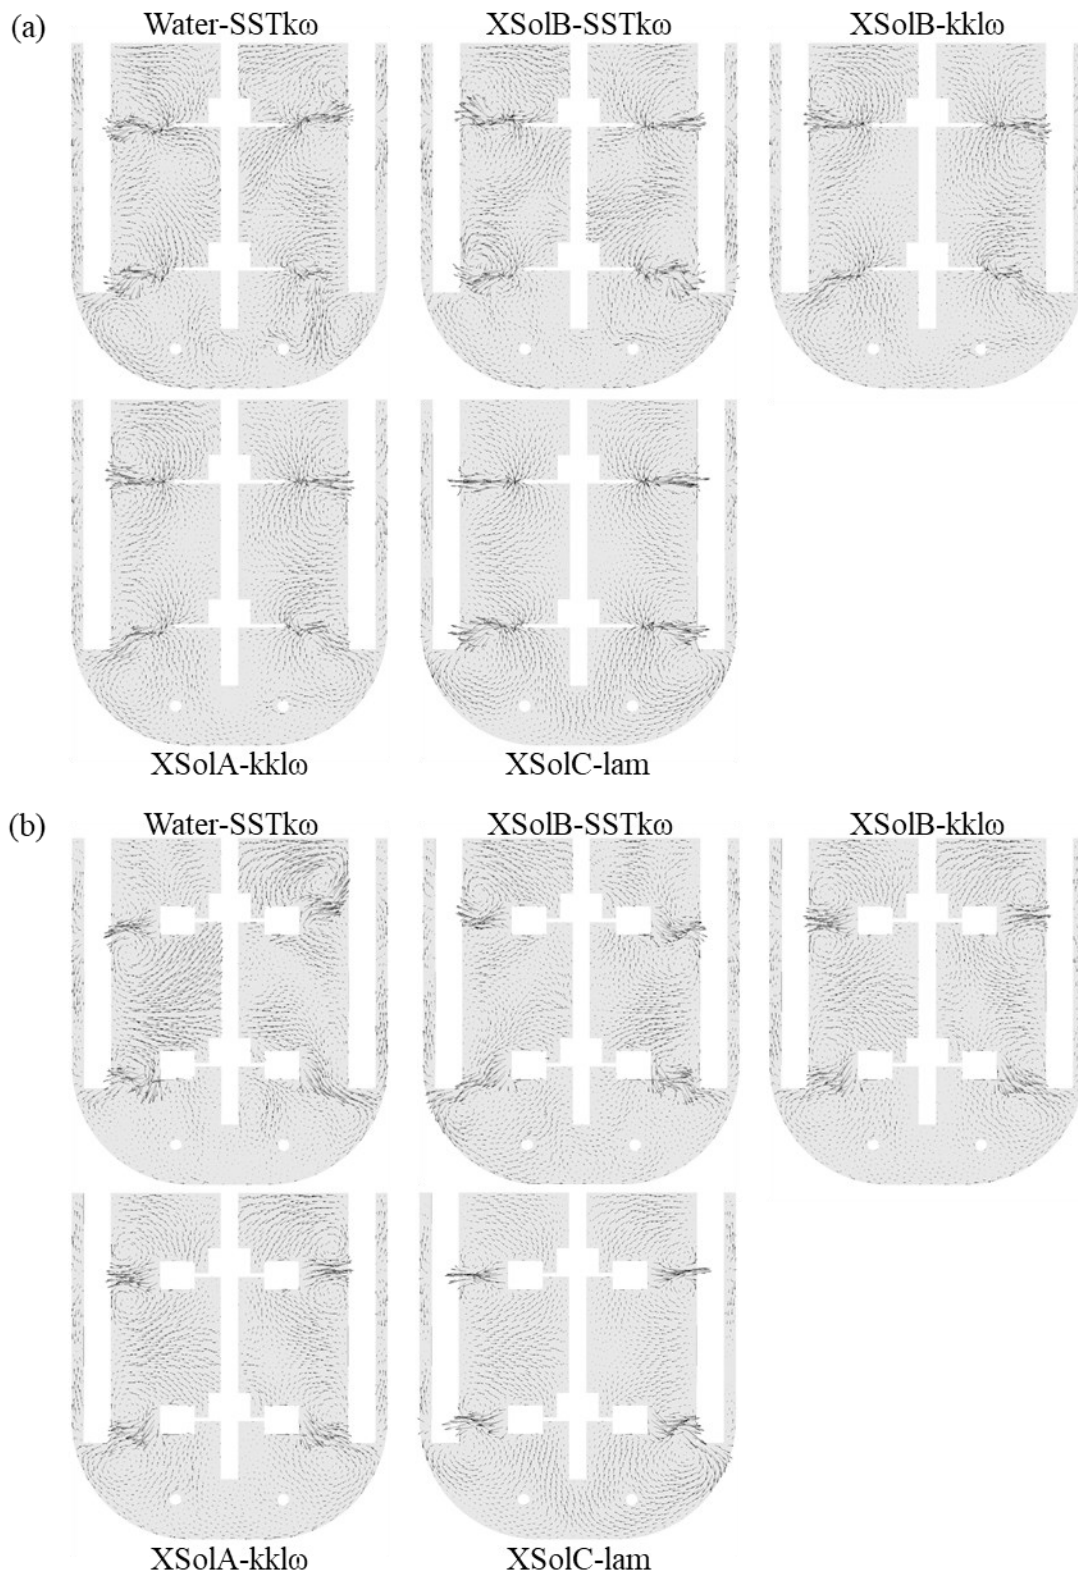 (a)
Water-SSTkω XSolB-SSTkω XSolB-kklω
XSolA-kklω XSolC-lam
(b)
Water-SSTkω XSolB-SSTkω XSolB-kklω
XSolA-kklω XSolC-lam